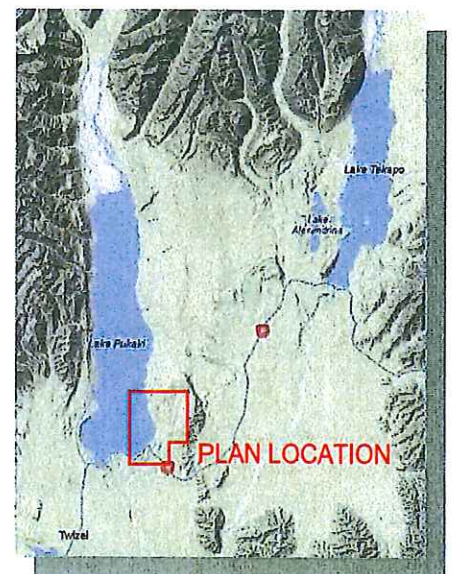 Lake Tekapo
Lake
Alexandrina
Lake Pukaki
PLAN LOCATION
Twizel